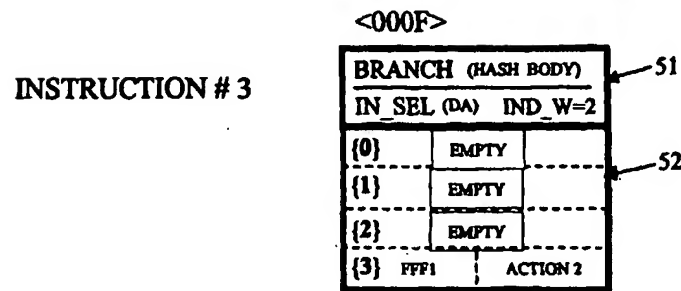 <000F>
INSTRUCTION # 3
BRANCH (HASH BODY)
51
IN_SEL (DA) IND_W=2
{0} EMPTY
52
{1} EMPTY
{2} EMPTY
{3} FFF1 ACTION 2